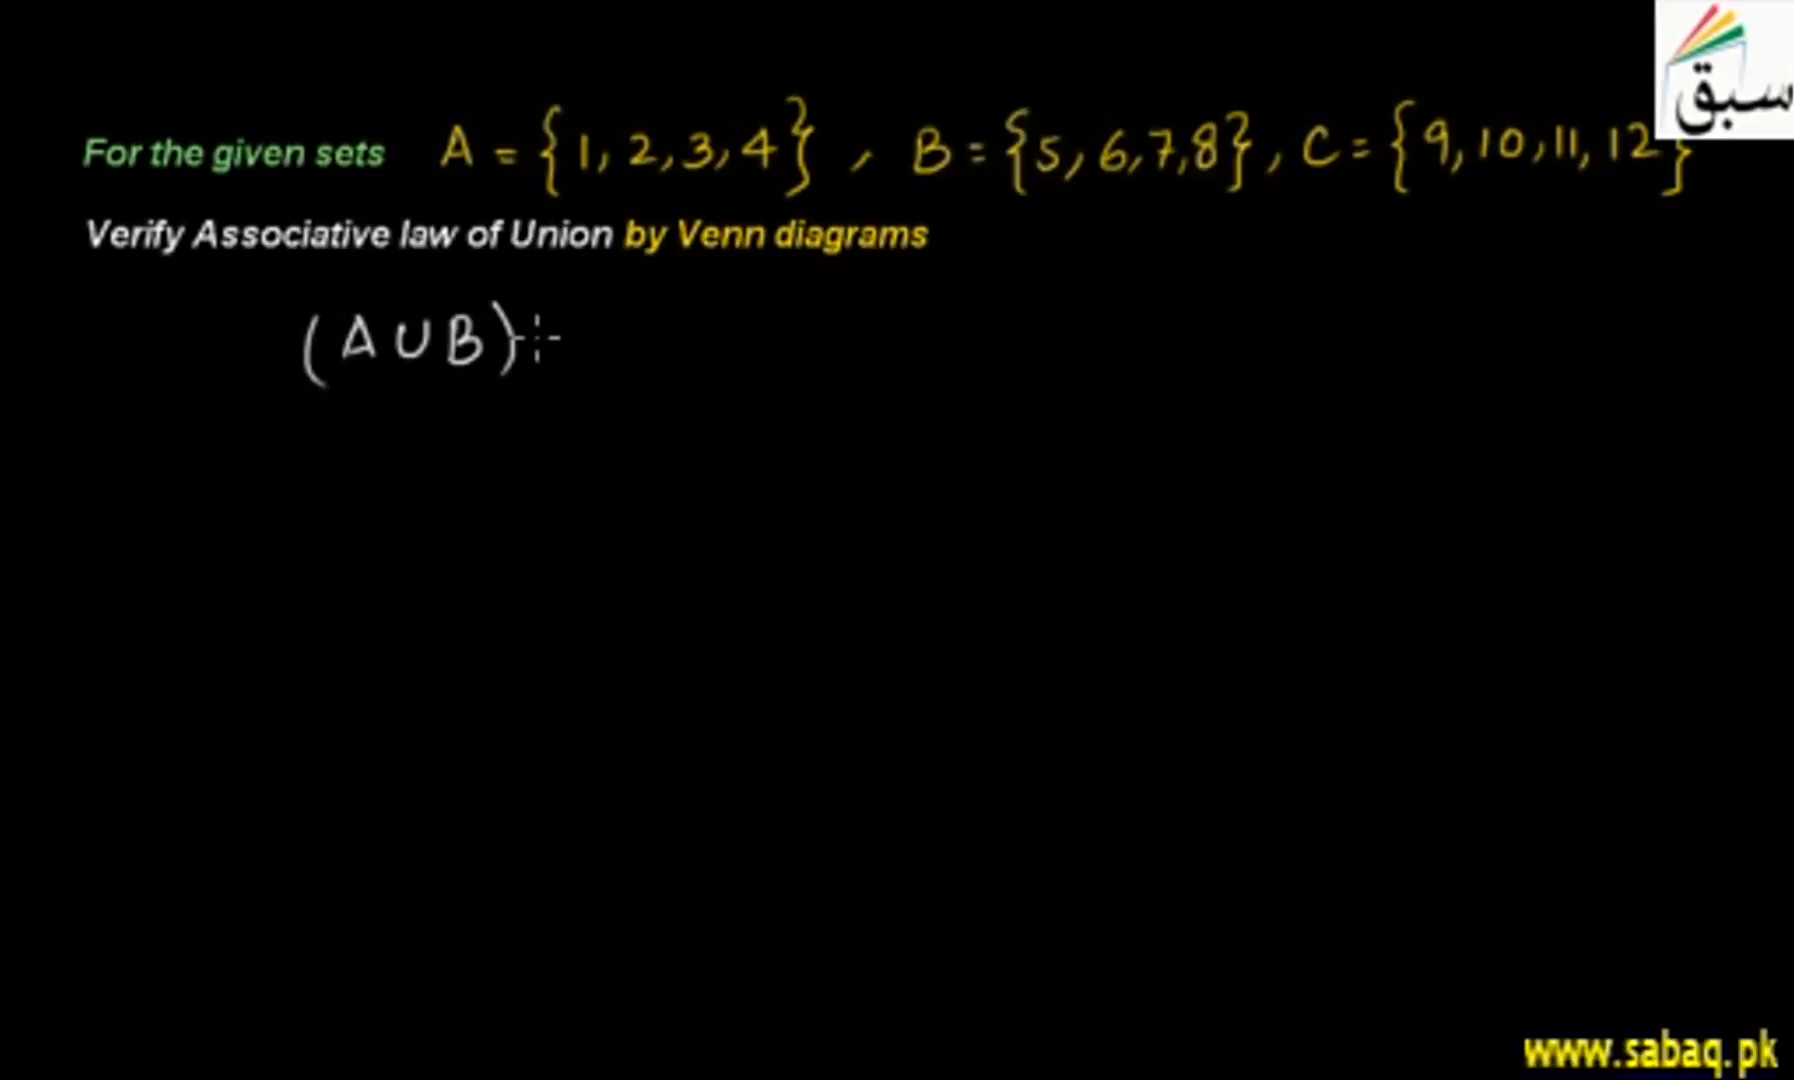 سبق
For the given sets A = {1, 2, 3, 4} , B = {5, 6, 7, 8} , C = {9, 10, 11, 12}
Verify Associative law of Union by Venn diagrams
(A ∪ B)
www.sabaq.pk